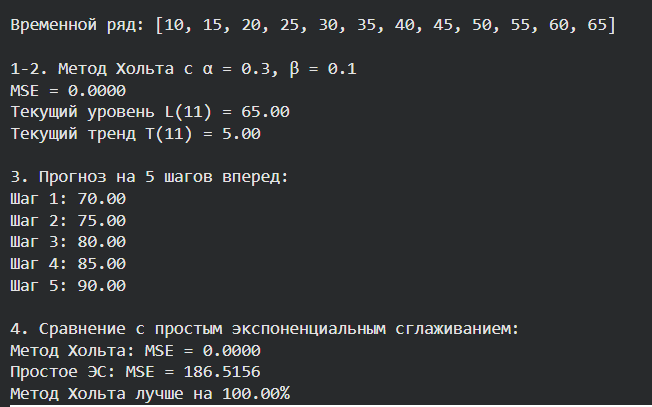 Временной ряд: [10, 15, 20, 25, 30, 35, 40, 45, 50, 55, 60, 65]
1-2. Метод Хольта с α = 0.3, β = 0.1
MSE = 0.0000
Текущий уровень L(11) = 65.00
Текущий тренд T(11) = 5.00
3. Прогноз на 5 шагов вперед:
Шаг 1: 70.00
Шаг 2: 75.00
Шаг 3: 80.00
Шаг 4: 85.00
Шаг 5: 90.00
4. Сравнение с простым экспоненциальным сглаживанием:
Метод Хольта: MSE = 0.0000
Простое ЭС: MSE = 186.5156
Метод Хольта лучше на 100.00%